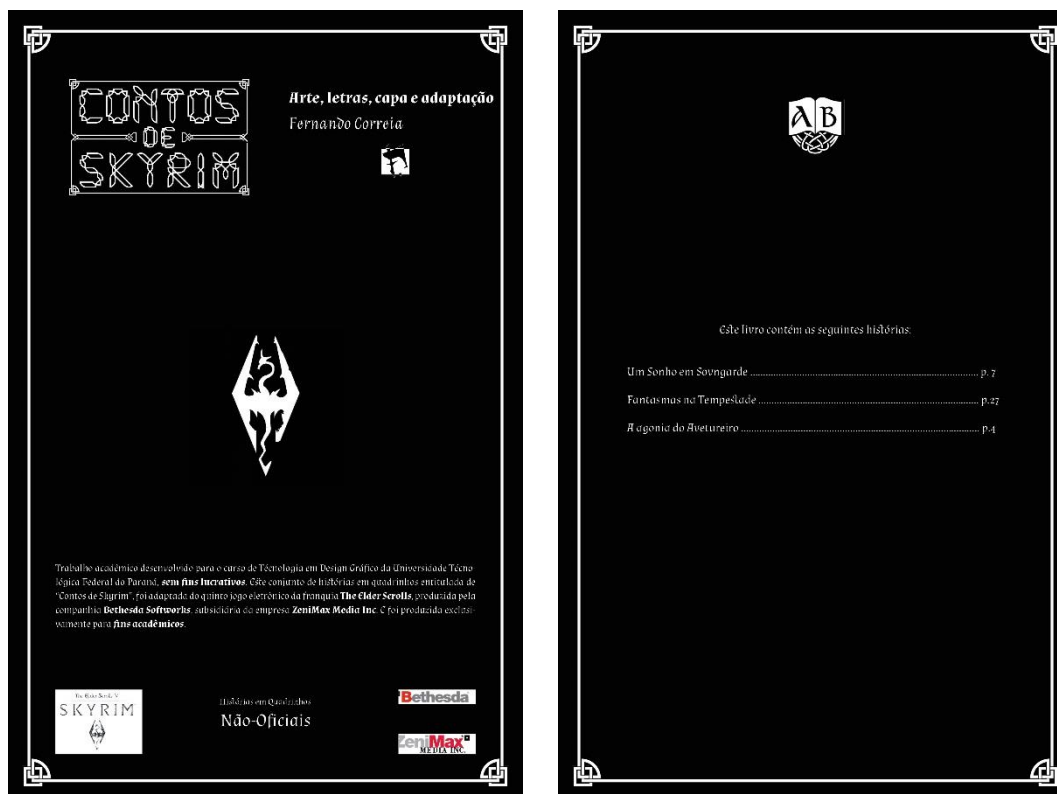 CONTOS
DE
SKYRIM
Arte, letras, capa e adaptação
Fernando Correia
Trabalho acadêmico desenvolvido para o curso de Técnologia em Design Gráfico da Universidade Técno-
lógica Federal do Paraná, sem fins lucrativos. Este conjunto de histórias em quadrinhos entitulada de
"Contos de Skyrim", foi adaptada do quinto jogo eletrônico da franquia The Elder Scrolls, produzida pela
companhia Bethesda Softworks, subsidiária da empresa ZeniMax Media Inc. E foi produzida exclusi-
vamente para fins acadêmicos.
The Elder Scrolls V
SKYRIM
Histórias em Quadrinhos
Não-Oficiais
Bethesda
ZeniMax
MEDIA INC.
A B
Este livro contém as seguintes histórias:
Um Sonho em Sovngarde ........ p. 7
Fantasmas na Tempestade ........ p.27
A agonia do Avetureiro ........ p.4